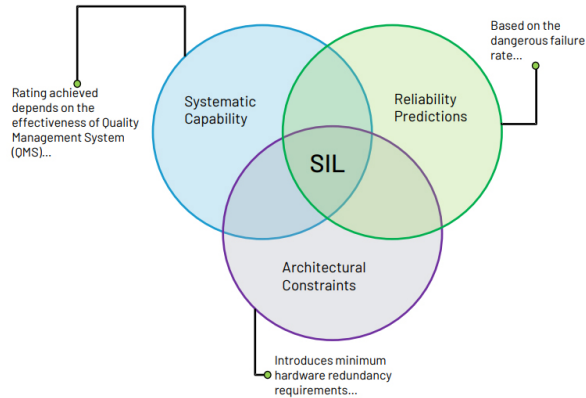 Based on the
dangerous failure
rate...
Rating achieved
depends on the
effectiveness of Quality
Management System
(QMS)...
Systematic
Capability
Reliability
Predictions
SIL
Architectural
Constraints
Introduces minimum
hardware redundancy
requirements...